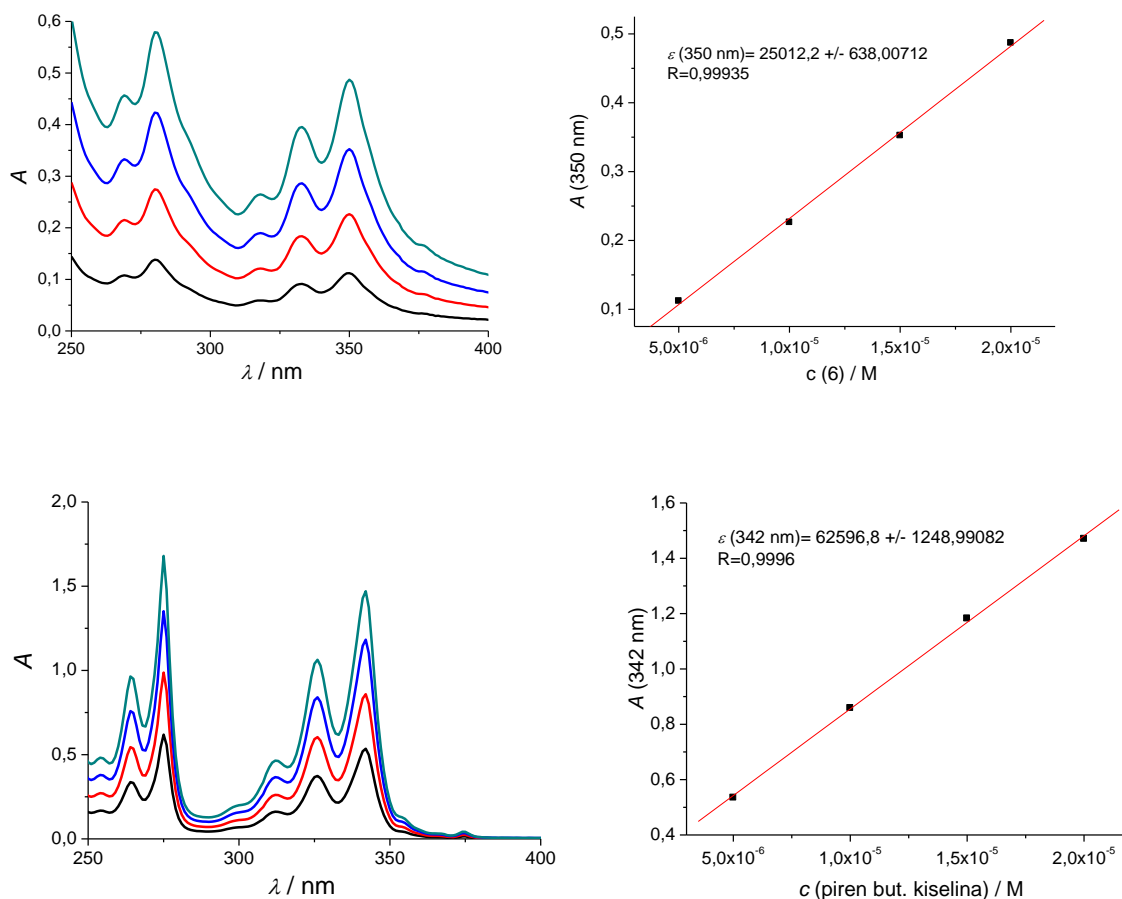 0,6
0,5
0,4
0,3
0,2
0,1
0,0
A
250
300
350
400
λ / nm
ε (350 nm)= 25012,2 +/- 638,00712
R=0,99935
0,5
0,4
0,3
0,2
0,1
A (350 nm)
5,0x10⁻⁶
1,0x10⁻⁵
1,5x10⁻⁵
2,0x10⁻⁵
c (6) / M
2,0
1,5
1,0
0,5
0,0
A
250
300
350
400
λ / nm
ε (342 nm)= 62596,8 +/- 1248,99082
R=0,9996
1,6
1,4
1,2
1,0
0,8
0,6
0,4
A (342 nm)
5,0x10⁻⁶
1,0x10⁻⁵
1,5x10⁻⁵
2,0x10⁻⁵
c (piren but. kiselina) / M